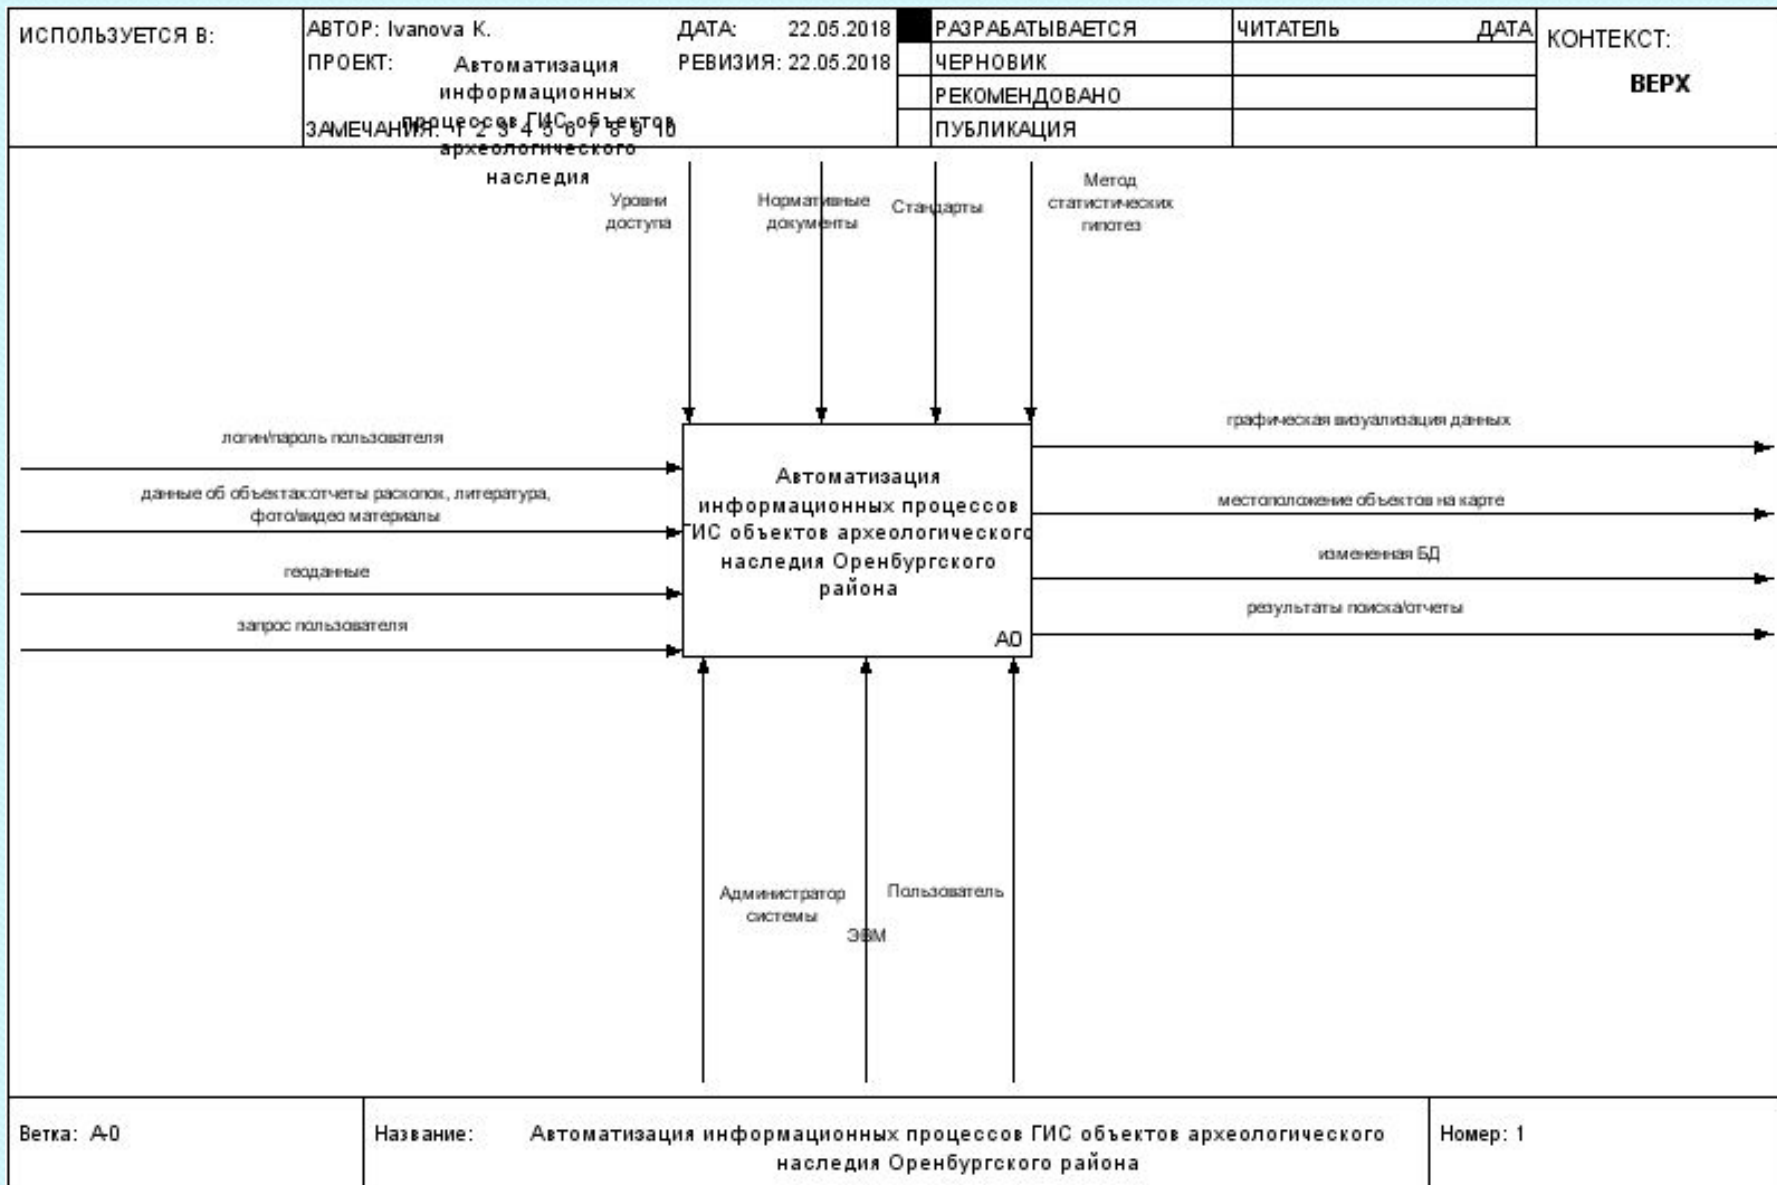 ИСПОЛЬЗУЕТСЯ В:
АВТОР: Ivanova K.
ДАТА: 22.05.2018
РАЗРАБАТЫВАЕТСЯ
ЧИТАТЕЛЬ
ДАТА
КОНТЕКСТ:
ПРОЕКТ: Автоматизация
РЕВИЗИЯ: 22.05.2018
ЧЕРНОВИК
ВЕРХ
информационных
РЕКОМЕНДОВАНО
процессов ГИС объектов
ЗАМЕЧАНИЯ: 1 2 3 4 5 6 7 8 9 10
ПУБЛИКАЦИЯ
археологического
наследия
Уровни
доступа
Нормативные
документы
Стандарты
Метод
статистических
гипотез
логин/пароль пользователя
данные об объектах:отчеты раскопок, литература,
фото/видео материалы
геоданные
запрос пользователя
Автоматизация
информационных процессов
ГИС объектов археологического
наследия Оренбургского
района
A0
графическая визуализация данных
местоположение объектов на карте
измененная БД
результаты поиска/отчеты
Администратор
системы
ЭВМ
Пользователь
Ветка: A-0
Название: Автоматизация информационных процессов ГИС объектов археологического
наследия Оренбургского района
Номер: 1